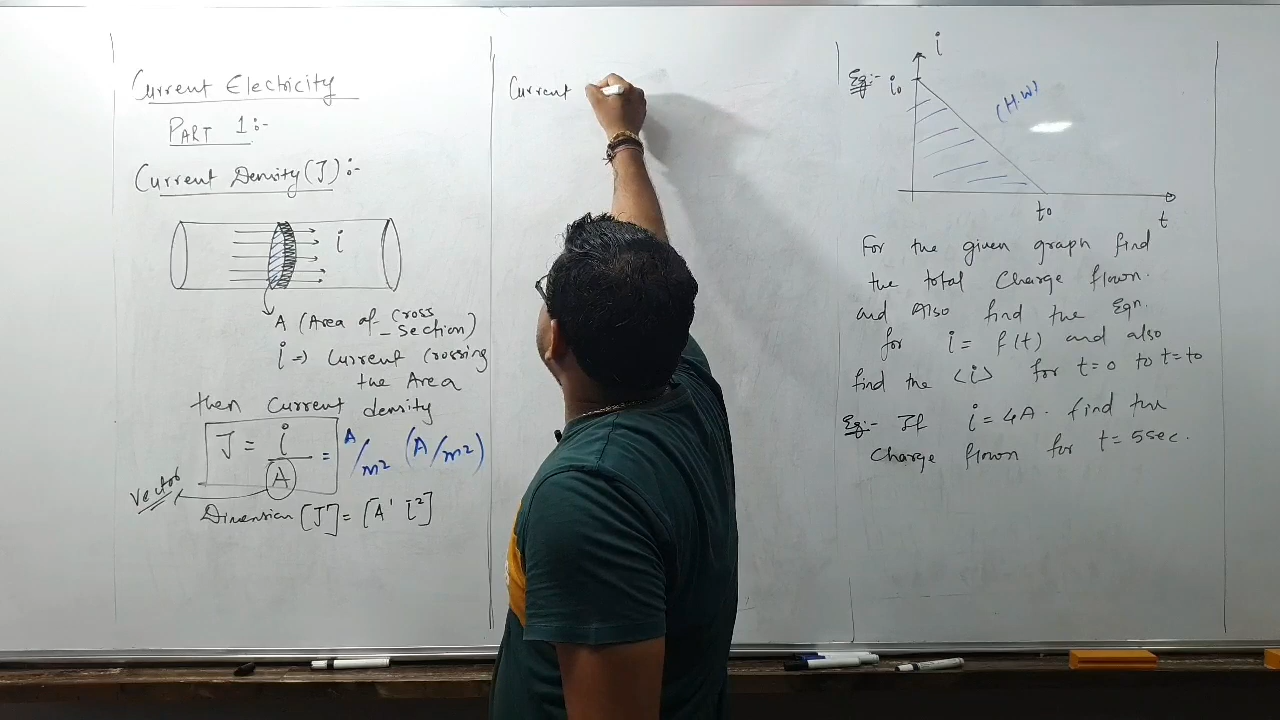 Current Electricity
PART 1:-
Current Density (J) :-
i
A (Area of cross
section)
i => Current Crossing
the Area
then Current density
J = i / A = A/m² (A/m²)
Vector
Dimension [J] = [A¹ L²]
Current
i
Eg:- i₀
(H.W)
t₀
t
For the given graph find
the total Charge flown.
and Also find the Eqn.
for i = f(t) and also
find the <i> for t=0 to t=t₀
Eg:- If i = 4A. find the
Charge flown for t = 5sec.